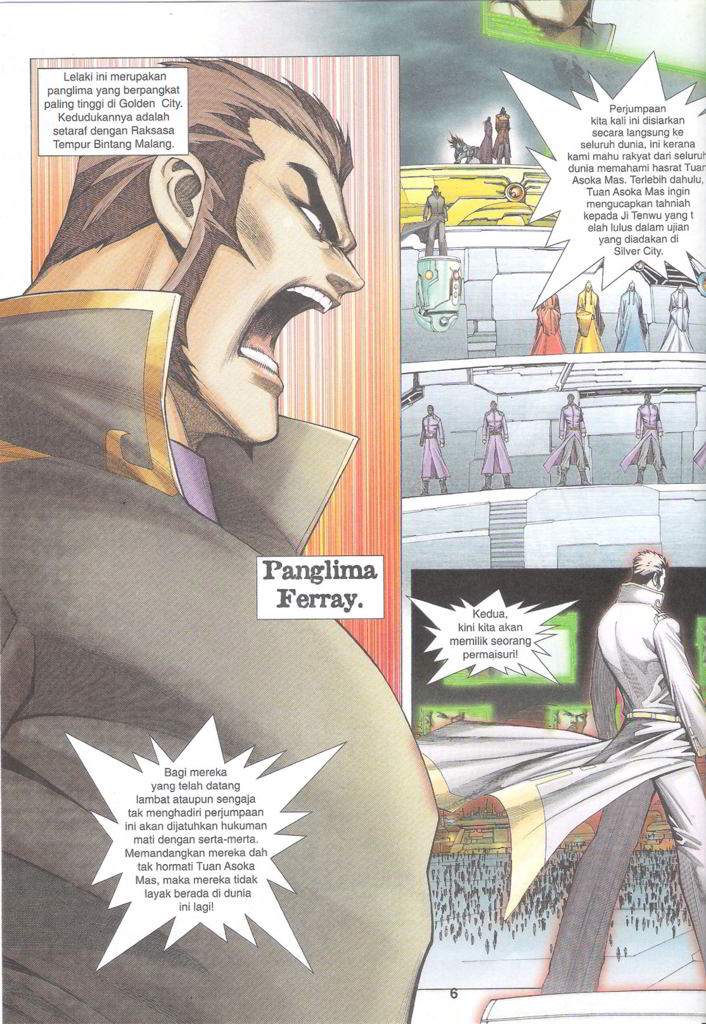 Lelaki ini merupakan
panglima yang berpangkat
paling tinggi di Golden City.
Kedudukannya adalah
setaraf dengan Raksasa
Tempur Bintang Malang.
Perjumpaan
kita kali ini disiarkan
secara langsung ke
seluruh dunia, ini kerana
kami mahu rakyat dari seluruh
dunia memahami hasrat Tuan
Asoka Mas. Terlebih dahulu,
Tuan Asoka Mas ingin
mengucapkan tahniah
kepada Ji Tenwu yang t
elah lulus dalam ujian
yang diadakan di
Silver City.
Panglima
Ferray.
Kedua,
kini kita akan
memilik seorang
permaisuri!
Bagi mereka
yang telah datang
lambat ataupun sengaja
tak menghadiri perjumpaan
ini akan dijatuhkan hukuman
mati dengan serta-merta.
Memandangkan mereka dah
tak hormati Tuan Asoka
Mas, maka mereka tidak
layak berada di dunia
ini lagi!
6